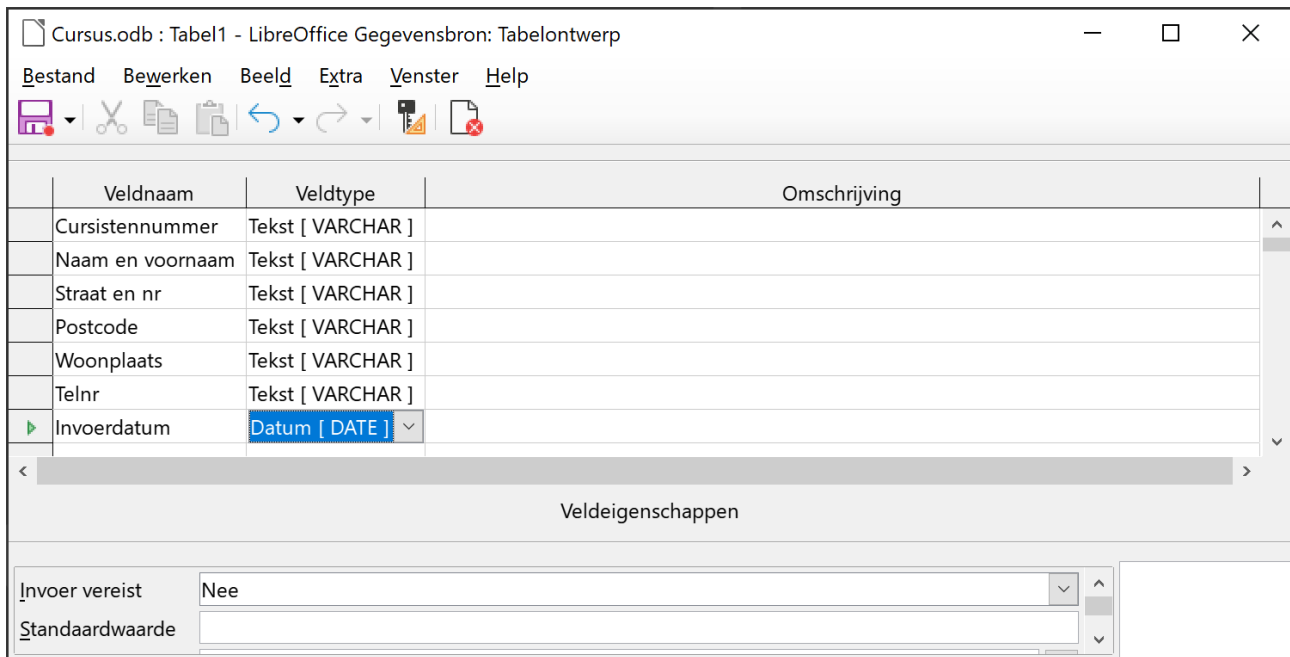 Cursus.odb : Tabel1 - LibreOffice Gegevensbron: Tabelontwerp
Bestand Bewerken Beeld Extra Venster Help
Veldnaam Veldtype Omschrijving
Cursistennummer Tekst [ VARCHAR ]
Naam en voornaam Tekst [ VARCHAR ]
Straat en nr Tekst [ VARCHAR ]
Postcode Tekst [ VARCHAR ]
Woonplaats Tekst [ VARCHAR ]
Telnr Tekst [ VARCHAR ]
Invoerdatum Datum [ DATE ]
Veldeigenschappen
Invoer vereist Nee
Standaardwaarde